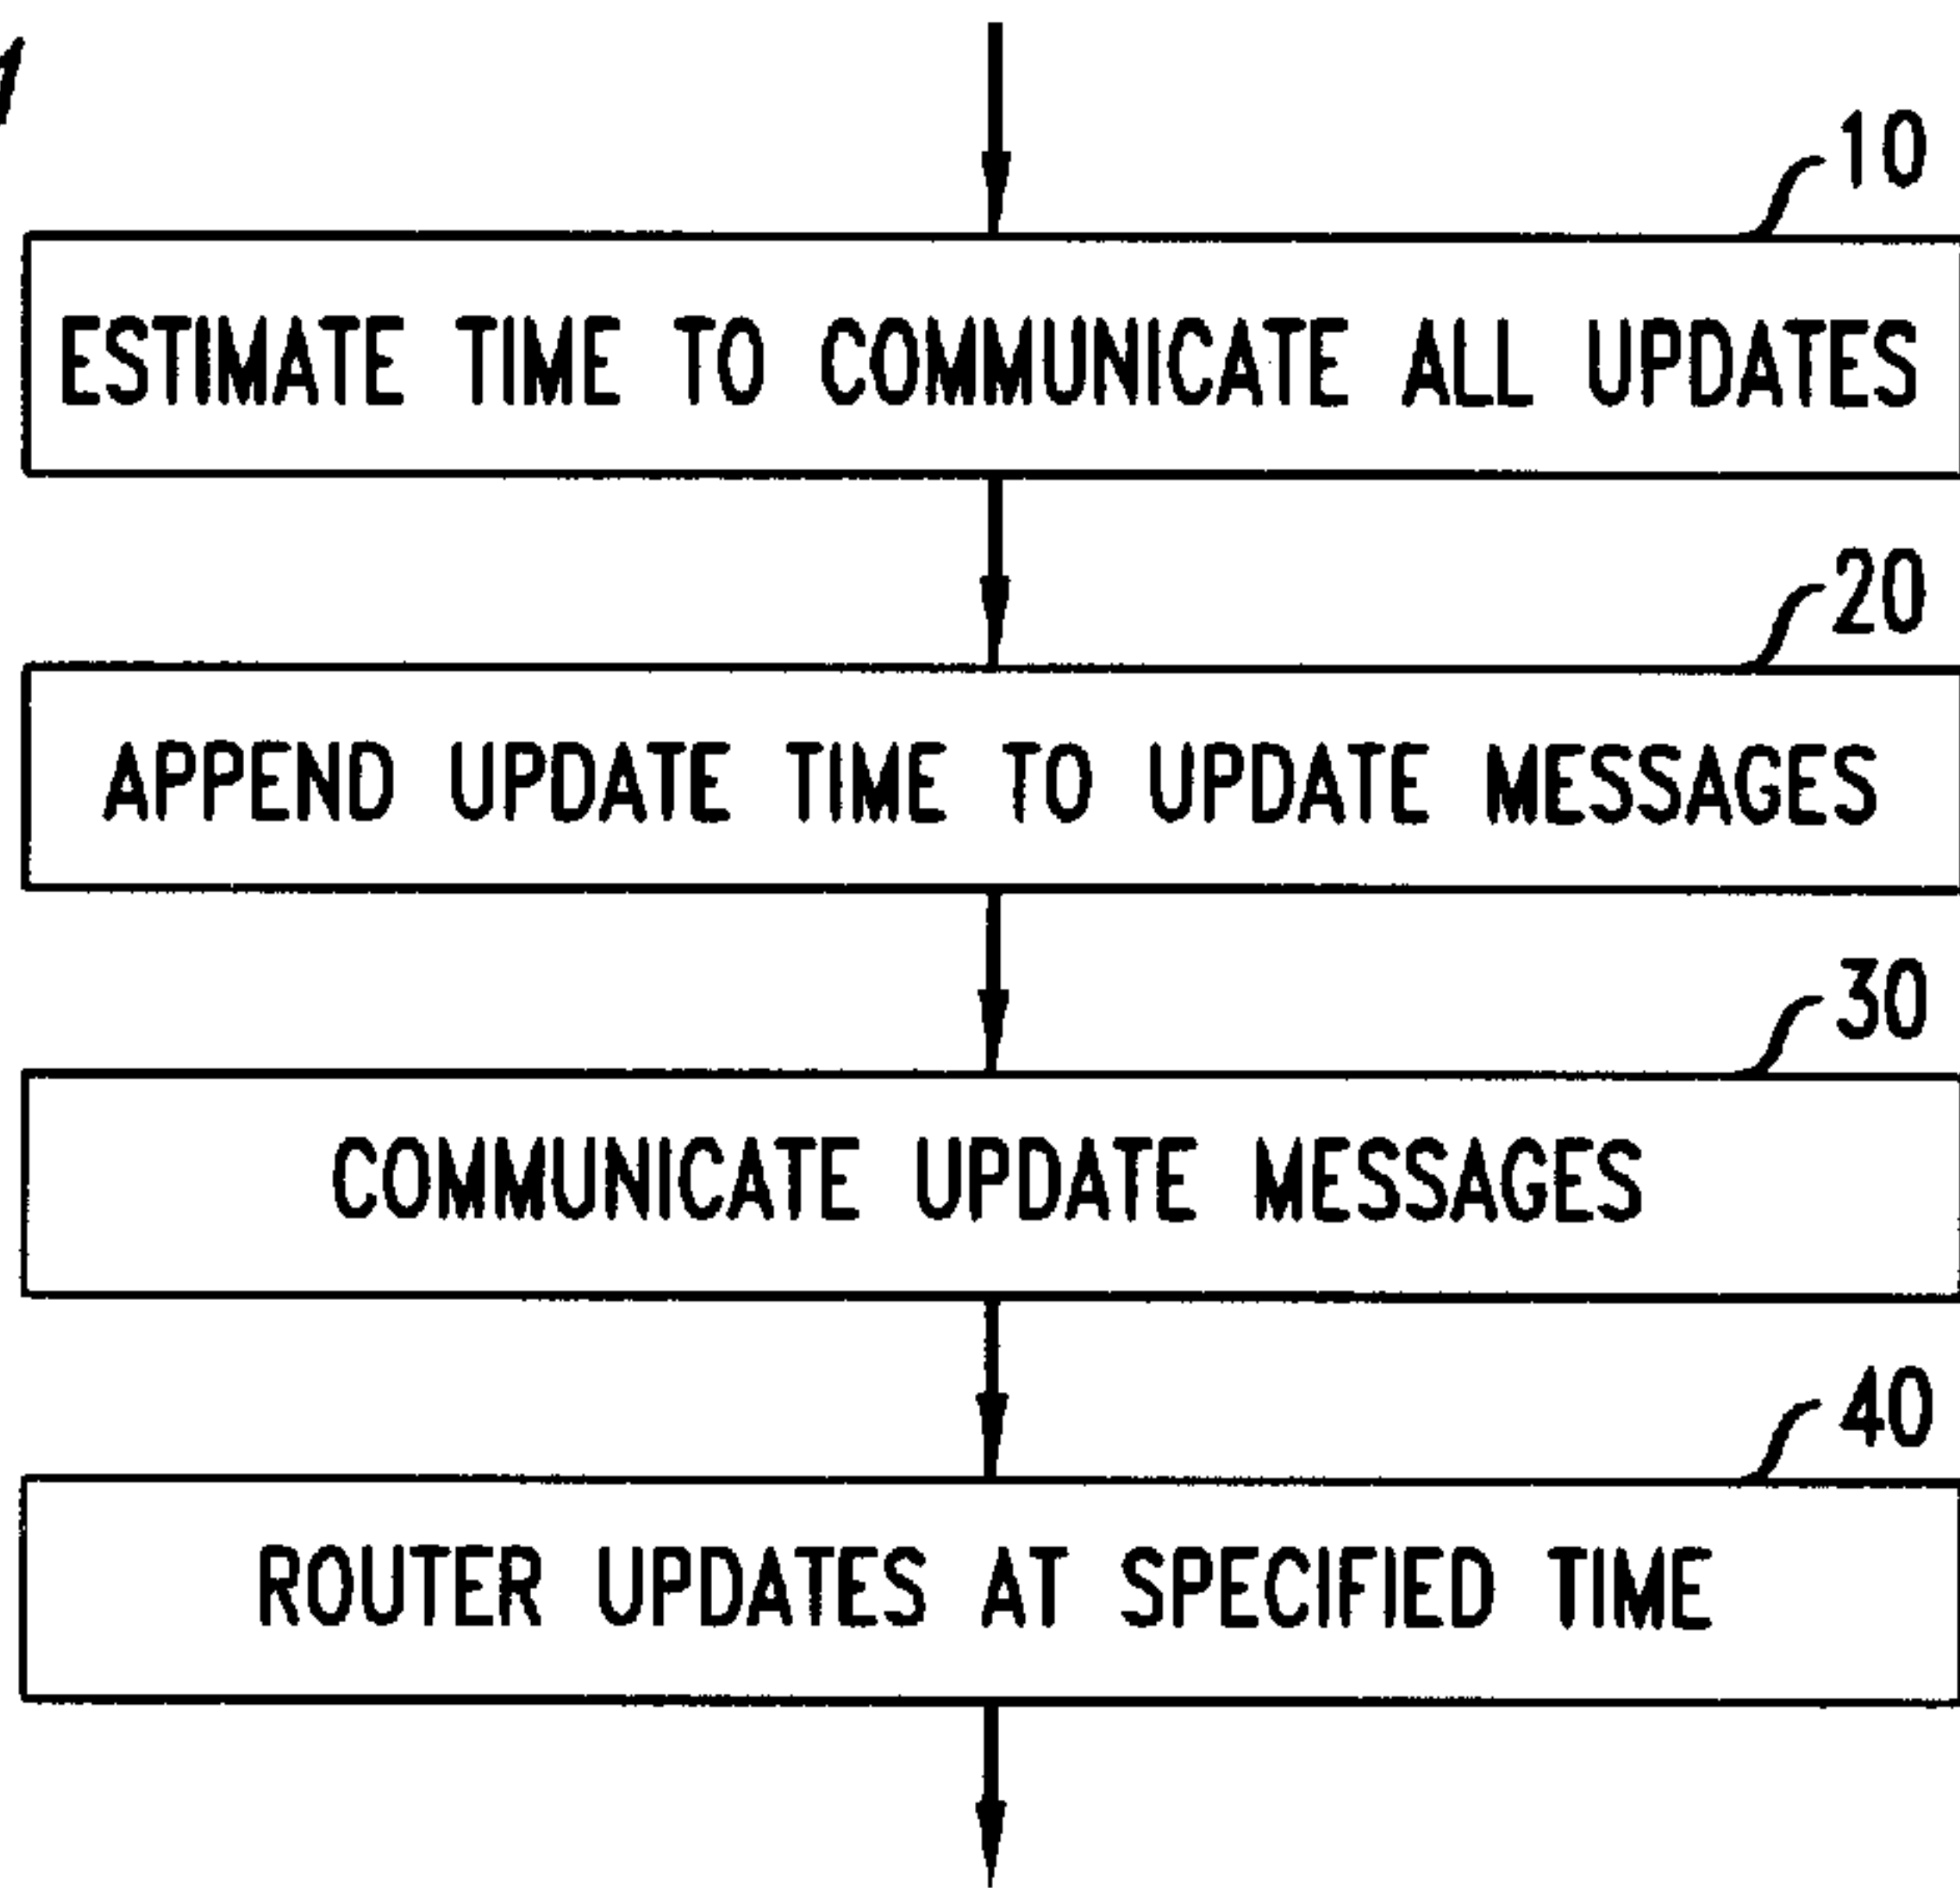 10
ESTIMATE TIME TO COMMUNICATE ALL UPDATES
20
APPEND UPDATE TIME TO UPDATE MESSAGES
30
COMMUNICATE UPDATE MESSAGES
40
ROUTER UPDATES AT SPECIFIED TIME